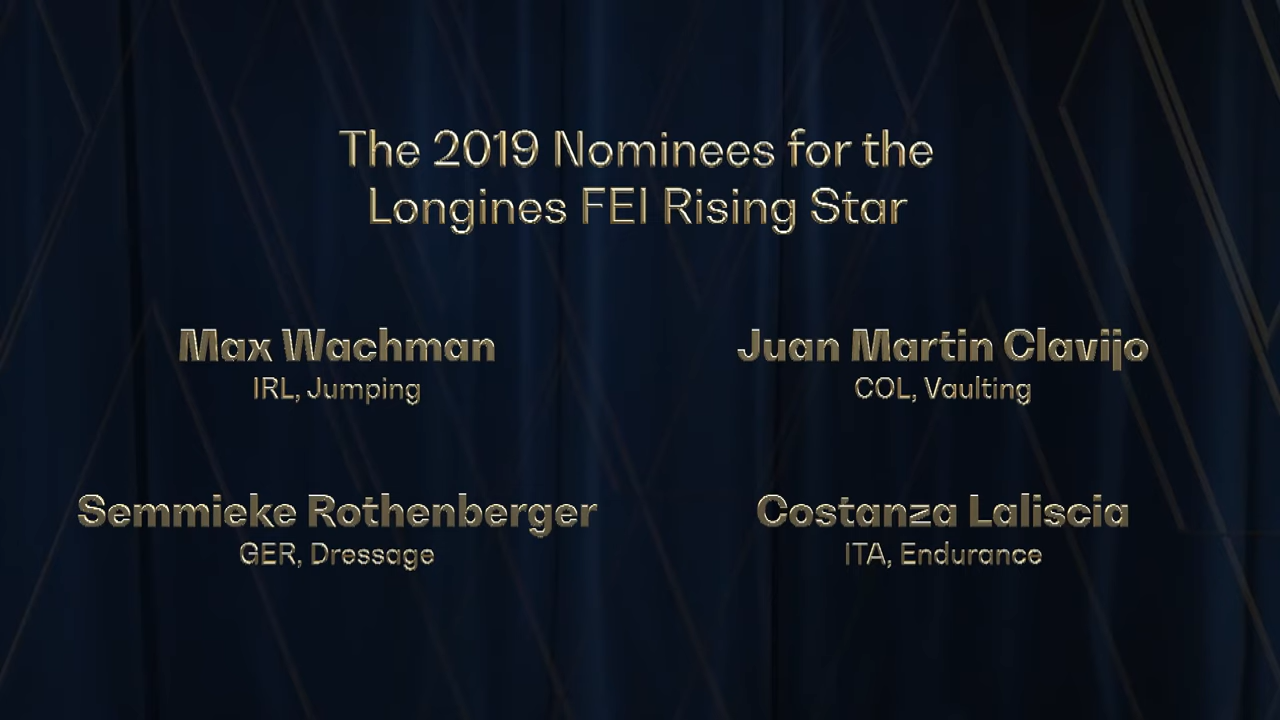 The 2019 Nominees for the
Longines FEI Rising Star
Max Wachman
IRL, Jumping
Juan Martin Clavijo
COL, Vaulting
Semmieke Rothenberger
GER, Dressage
Costanza Laliscia
ITA, Endurance